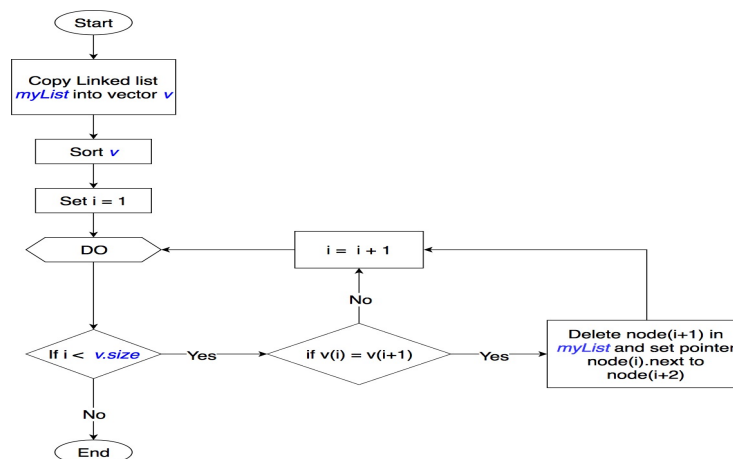 Start
Copy Linked list
myList into vector v
Sort v
Set i = 1
DO
i = i + 1
No
If i < v.size
Yes
if v(i) = v(i+1)
Yes
Delete node(i+1) in
myList and set pointer
node(i).next to
node(i+2)
No
End